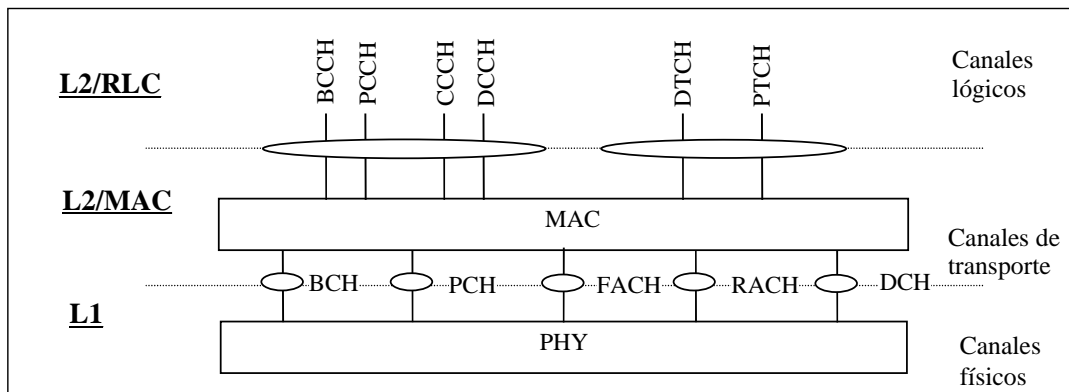 L2/RLC
BCCH
PCCH
CCCH
DCCH
DTCH
PTCH
Canales
lógicos
L2/MAC
MAC
Canales de
transporte
BCH
PCH
FACH
RACH
DCH
L1
PHY
Canales
físicos